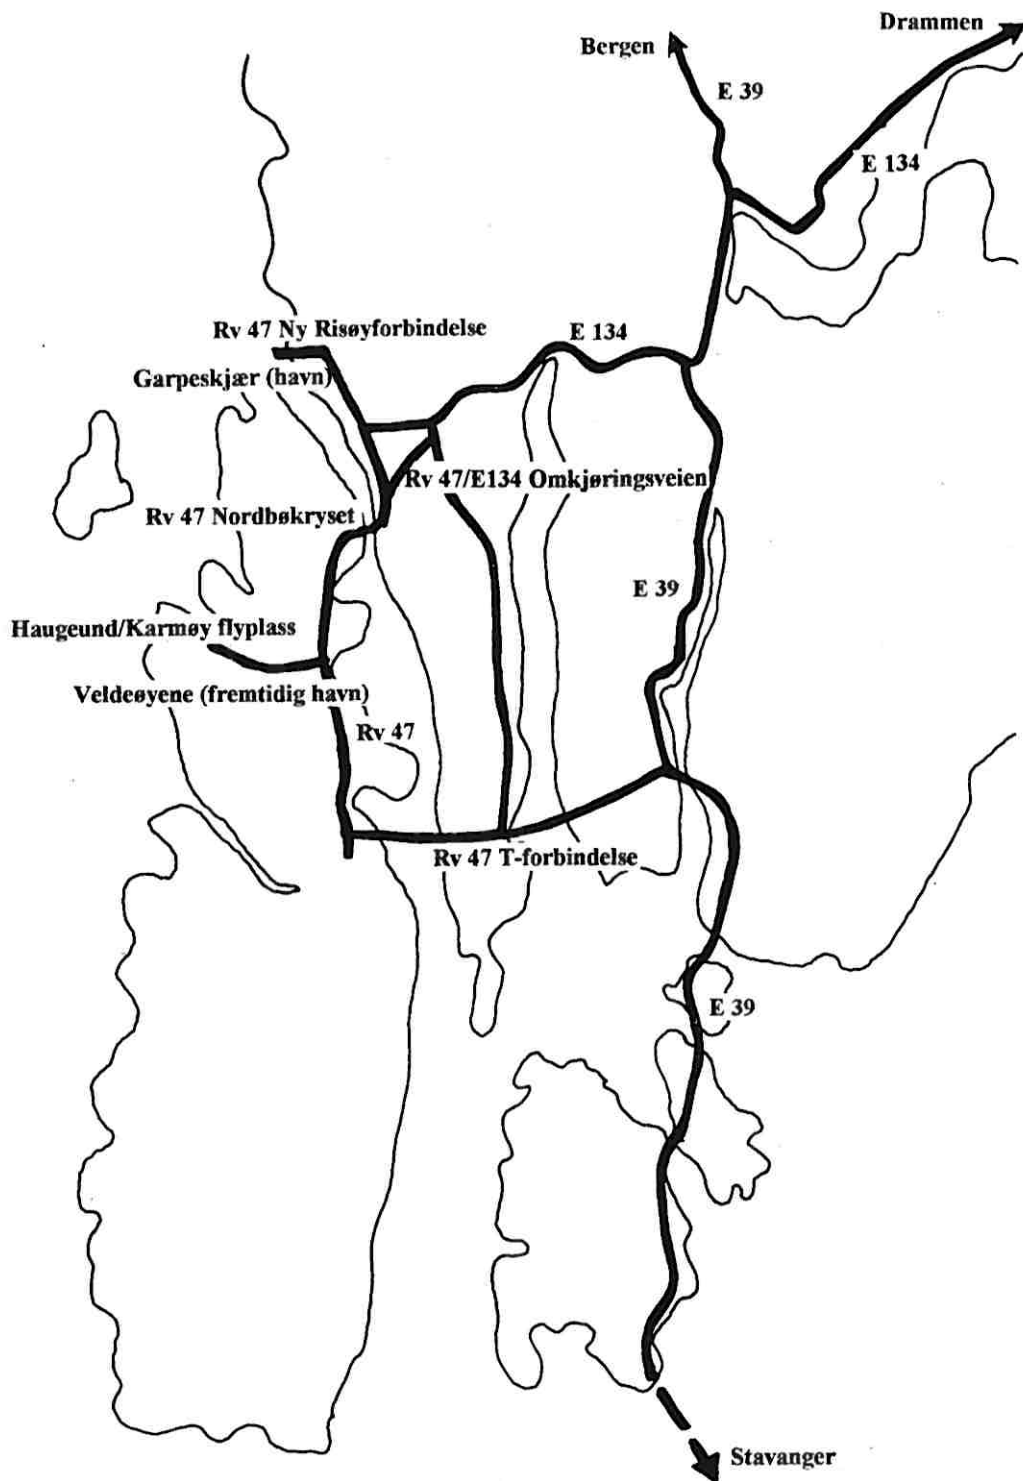 Drammen
Bergen
E 39
E 134
Rv 47 Ny Risøyforbindelse
E 134
Garpeskjær (havn)
Rv 47/E134 Omkjøringsveien
Rv 47 Nordbøkryset
E 39
Haugeund/Karmøy flyplass
Veldeøyene (fremtidig havn)
Rv 47
Rv 47 T-forbindelse
E 39
Stavanger